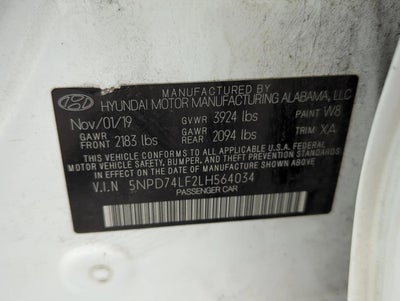 MANUFACTURED BY
HYUNDAI MOTOR MANUFACTURING ALABAMA, LLC
Nov/01/19 GVWR 3924 lbs PAINT W8
GAWR FRONT 2183 lbs GAWR REAR 2094 lbs TRIM XA
THIS VEHICLE CONFORMS TO ALL APPLICABLE U.S.A. FEDERAL
MOTOR VEHICLE SAFETY, BUMPER, AND THEFT PREVENTION STANDARDS
IN EFFECT ON THE DATE OF MANUFACTURE SHOWN ABOVE.
V.I.N 5NPD74LF2LH564034
PASSENGER CAR